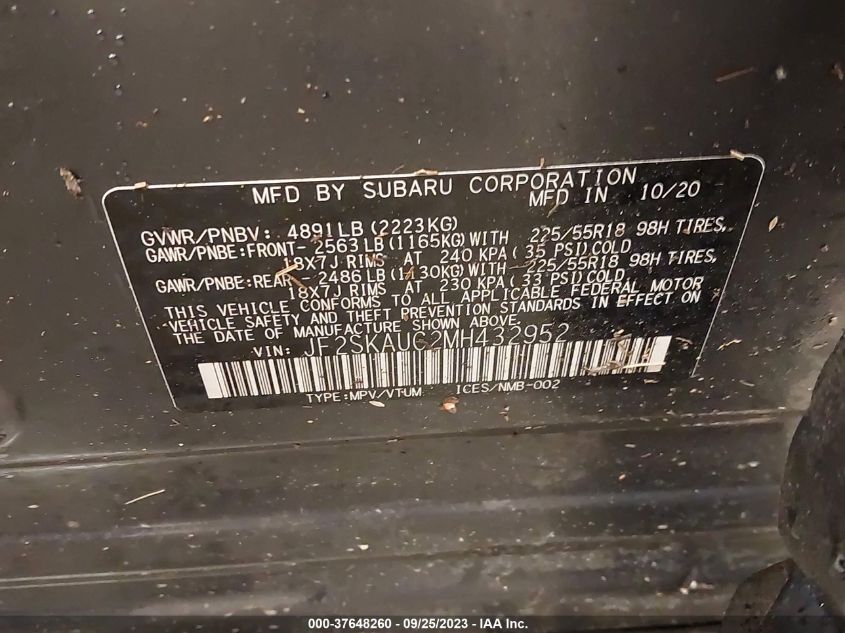 MFD BY SUBARU CORPORATION
MFD IN 10/20
GVWR/PNBV: 4891LB(2223KG)
GAWR/PNBE:FRONT- 2563LB(1165KG)WITH 225/55R18 98H TIRES,
18X7J RIMS AT 240 KPA(35 PSI)COLD
GAWR/PNBE:REAR -2486LB(1130KG)WITH 225/55R18 98H TIRES,
18X7J RIMS AT 230 KPA(33 PSI)COLD
THIS VEHICLE CONFORMS TO ALL APPLICABLE FEDERAL MOTOR
VEHICLE SAFETY AND THEFT PREVENTION STANDARDS IN EFFECT ON
THE DATE OF MANUFACTURE SHOWN ABOVE.
VIN: JF2SKAUC2MH432952
TYPE:MPV/VTUM ICES/NMB-002
000-37648260 - 09/25/2023 - IAA Inc.